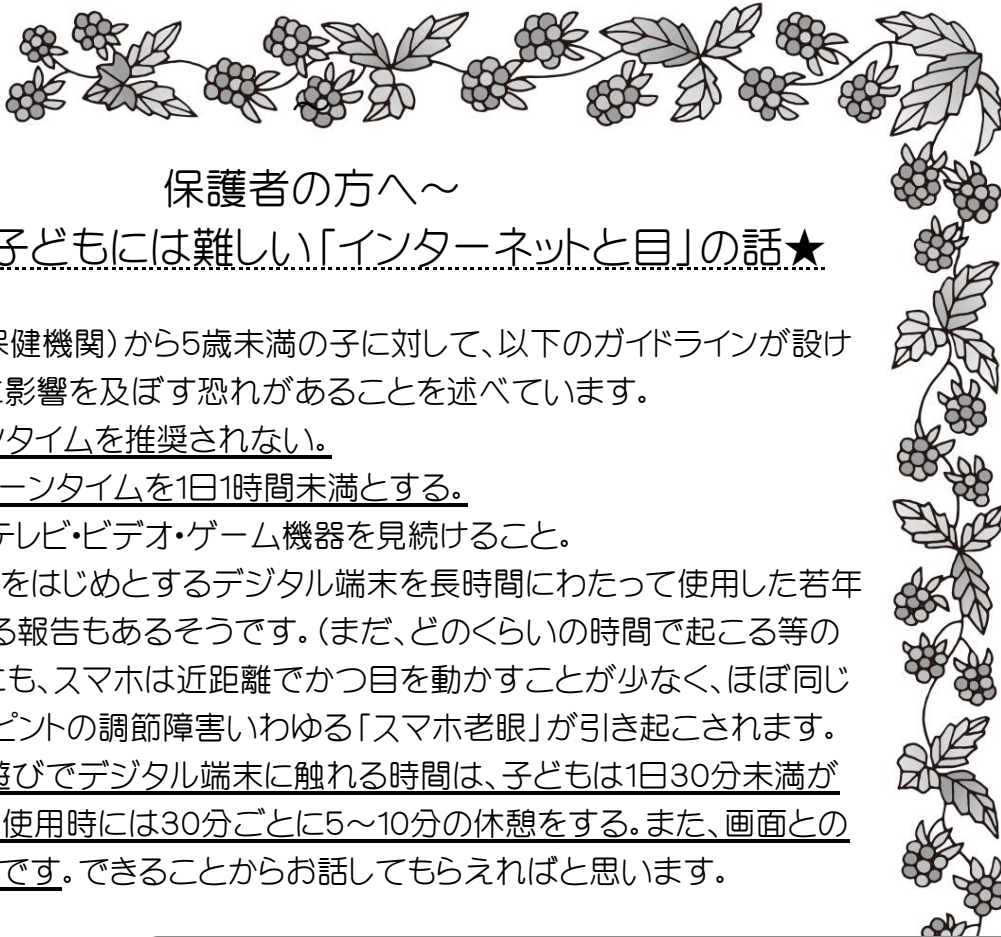 保護者の方へ～
子どもには難しい「インターネットと目」の話★
保健機関）から5歳未満の子に対して、以下のガイドラインが設け
影響を及ぼす恐れがあることを述べています。
タイムを推奨されない。
ーンタイムを1日1時間未満とする。
テレビ・ビデオ・ゲーム機器を見続けること。
をはじめとするデジタル端末を長時間にわたって使用した若年
る報告もあるそうです。（まだ、どのくらいの時間で起こる等の
にも、スマホは近距離でかつ目を動かすことが少なく、ほぼ同じ
ピントの調節障害いわゆる「スマホ老眼」が引き起こされます。
遊びでデジタル端末に触れる時間は、子どもは1日30分未満が
使用時には30分ごとに5～10分の休憩をする。また、画面との
です。できることからお話してもらえればと思います。